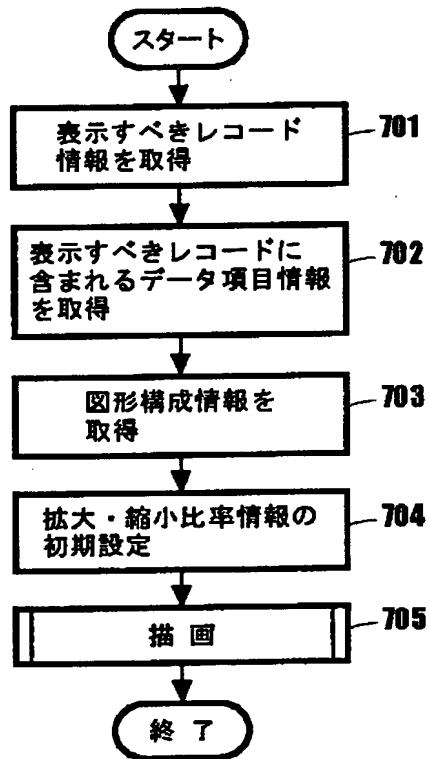 スタート
表示すべきレコード
情報を取得
701
表示すべきレコードに
含まれるデータ項目情報
を取得
702
図形構成情報を
取得
703
拡大・縮小比率情報の
初期設定
704
描画
705
終了